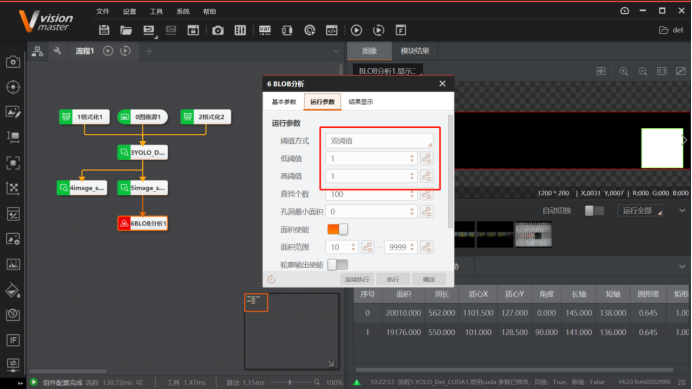 Vision master
文件 设置 工具 系统 帮助
det
流程1
图像 模块结果
BLOB分析1.显示二
6 BLOB分析
基本参数 运行参数 结果显示
运行参数
阈值方式 双阈值
低阈值 1
高阈值 1
查找个数 100
孔洞最小面积 0
面积使能
面积范围 10 - 9999
轮廓输出使能
连续执行 执行 确定
1格式化1 0图像源1 2格式化2
3YOLO_D...
4image_s... 5image_s...
6BLOB分析1
1200 * 200 | X:0031 Y:0007 | R:000 G:000 B:000
自动切换 运行全部
序号 面积 周长 质心X 质心Y 角度 长轴 短轴 圆形度 矩形
0 20010.000 562.000 1101.500 127.000 0.000 145.000 138.000 0.645 1.00
1 19176.000 550.000 101.000 128.500 90.000 141.000 136.000 0.645 1.00
组件配置完成 流程 138.72ms 工具 1.47ms 算法 1.15ms 100%
10:22:53 流程1.YOLO_Det_CUDA1.使用cuda 参数已修改，旧值：True，新值：False V4.2.0 Build20220906